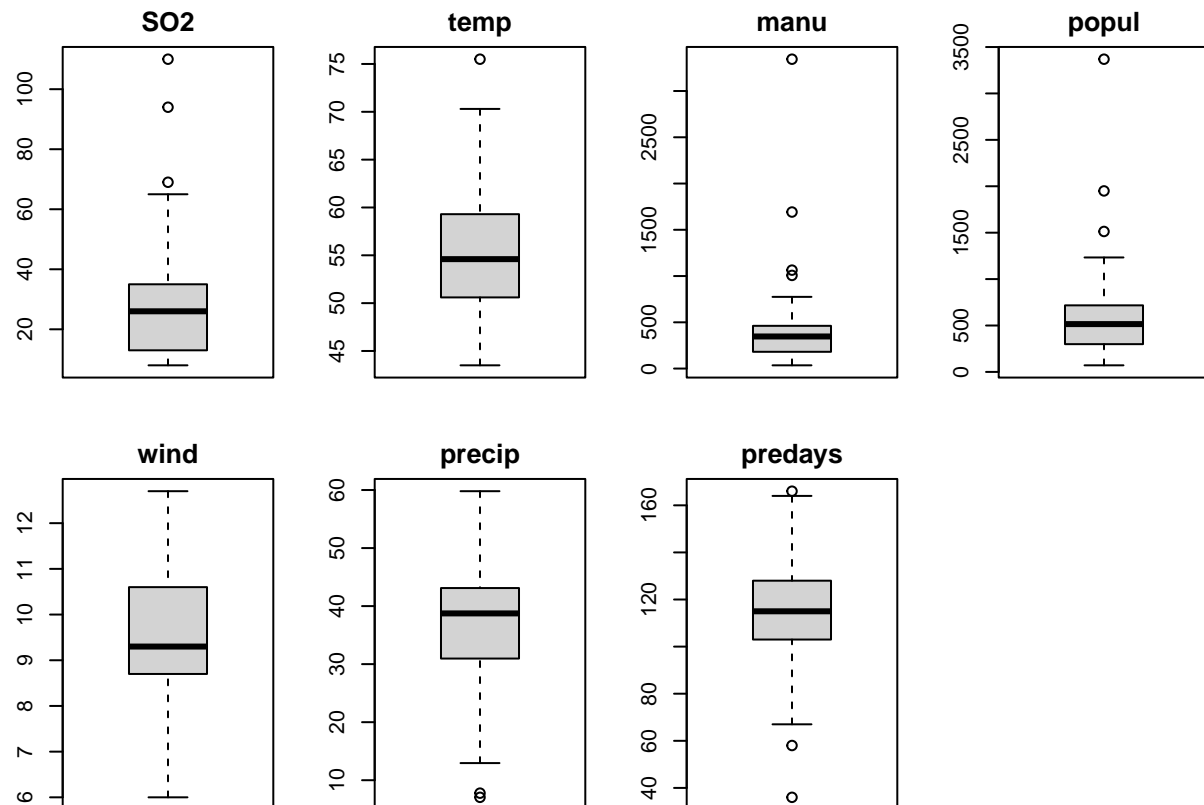 SO2
20 40 60 80 100
temp
45 50 55 60 65 70 75
manu
0 500 1500 2500
popul
0 500 1500 2500 3500
wind
6 7 8 9 10 11 12
precip
10 20 30 40 50 60
predays
40 60 80 120 160